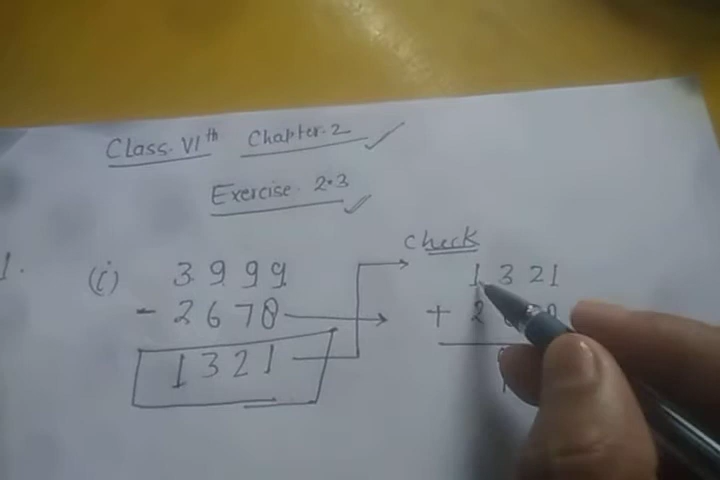 Class. VIth Chapter. 2
Exercise. 2.3
1. (i) 3999
- 2678
1321
Check
1321
+ 2